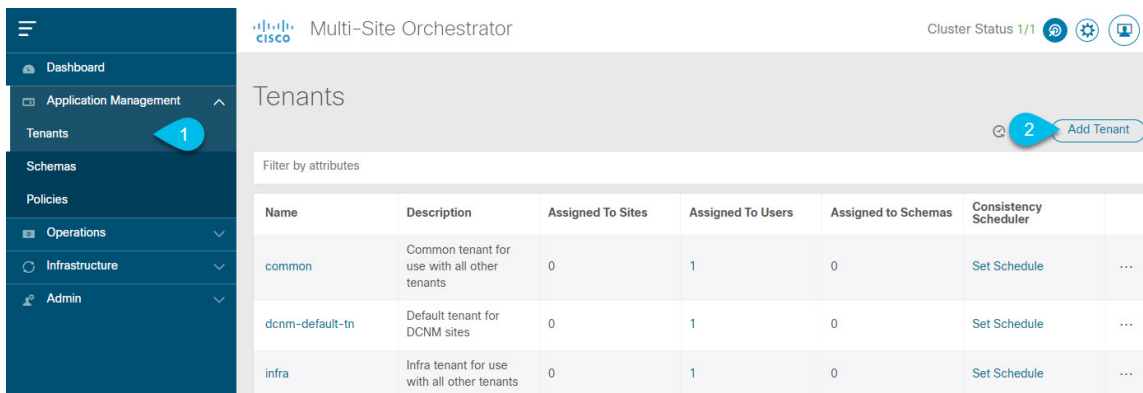 CISCO
Multi-Site Orchestrator
Cluster Status 1/1
Dashboard
Application Management
Tenants
1
Schemas
Policies
Operations
Infrastructure
Admin
Tenants
2
Add Tenant
Filter by attributes
Name
Description
Assigned To Sites
Assigned To Users
Assigned to Schemas
Consistency
Scheduler
common
Common tenant for
use with all other
tenants
0
1
0
Set Schedule
...
dcnm-default-tn
Default tenant for
DCNM sites
0
1
0
Set Schedule
...
infra
Infra tenant for use
with all other tenants
0
1
0
Set Schedule
...